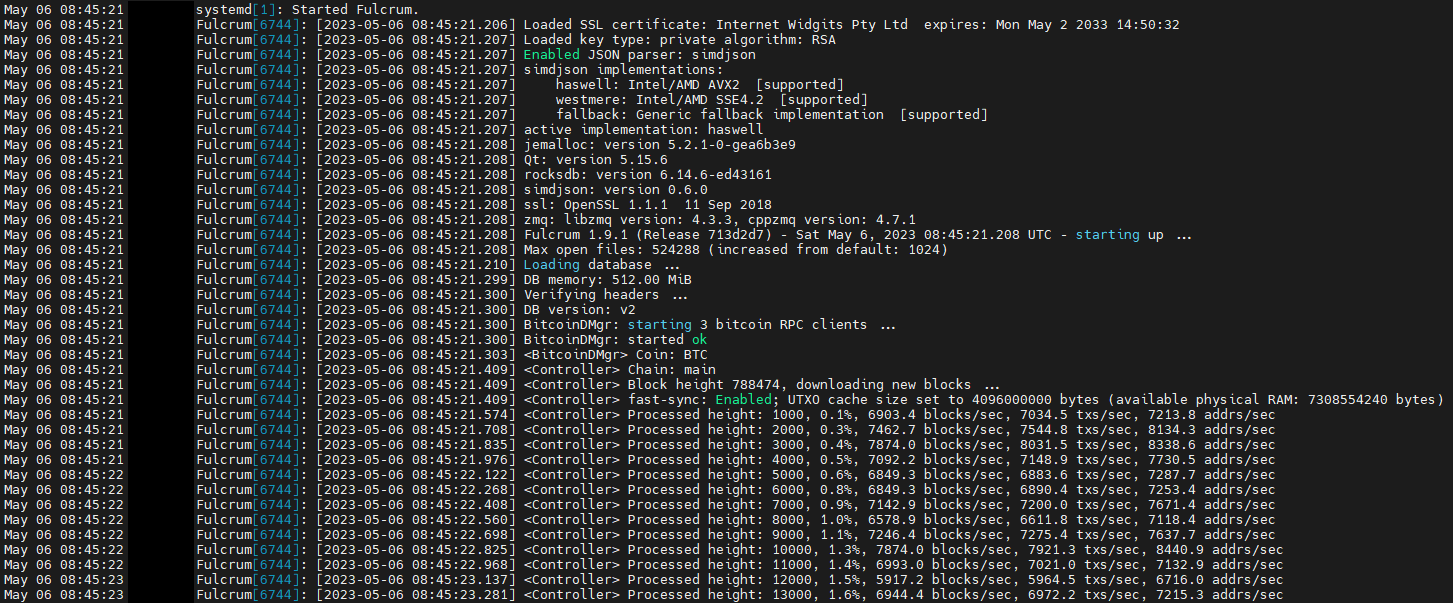 May 06 08:45:21 systemd[1]: Started Fulcrum.
May 06 08:45:21 Fulcrum[6744]: [2023-05-06 08:45:21.206] Loaded SSL certificate: Internet Widgits Pty Ltd  expires: Mon May 2 2033 14:50:32
May 06 08:45:21 Fulcrum[6744]: [2023-05-06 08:45:21.207] Loaded key type: private algorithm: RSA
May 06 08:45:21 Fulcrum[6744]: [2023-05-06 08:45:21.207] Enabled JSON parser: simdjson
May 06 08:45:21 Fulcrum[6744]: [2023-05-06 08:45:21.207] simdjson implementations:
May 06 08:45:21 Fulcrum[6744]: [2023-05-06 08:45:21.207]     haswell: Intel/AMD AVX2  [supported]
May 06 08:45:21 Fulcrum[6744]: [2023-05-06 08:45:21.207]     westmere: Intel/AMD SSE4.2  [supported]
May 06 08:45:21 Fulcrum[6744]: [2023-05-06 08:45:21.207]     fallback: Generic fallback implementation  [supported]
May 06 08:45:21 Fulcrum[6744]: [2023-05-06 08:45:21.207] active implementation: haswell
May 06 08:45:21 Fulcrum[6744]: [2023-05-06 08:45:21.208] jemalloc: version 5.2.1-0-gea6b3e9
May 06 08:45:21 Fulcrum[6744]: [2023-05-06 08:45:21.208] Qt: version 5.15.6
May 06 08:45:21 Fulcrum[6744]: [2023-05-06 08:45:21.208] rocksdb: version 6.14.6-ed43161
May 06 08:45:21 Fulcrum[6744]: [2023-05-06 08:45:21.208] simdjson: version 0.6.0
May 06 08:45:21 Fulcrum[6744]: [2023-05-06 08:45:21.208] ssl: OpenSSL 1.1.1  11 Sep 2018
May 06 08:45:21 Fulcrum[6744]: [2023-05-06 08:45:21.208] zmq: libzmq version: 4.3.3, cppzmq version: 4.7.1
May 06 08:45:21 Fulcrum[6744]: [2023-05-06 08:45:21.208] Fulcrum 1.9.1 (Release 713d2d7) - Sat May 6, 2023 08:45:21.208 UTC - starting up ...
May 06 08:45:21 Fulcrum[6744]: [2023-05-06 08:45:21.208] Max open files: 524288 (increased from default: 1024)
May 06 08:45:21 Fulcrum[6744]: [2023-05-06 08:45:21.210] Loading database ...
May 06 08:45:21 Fulcrum[6744]: [2023-05-06 08:45:21.299] DB memory: 512.00 MiB
May 06 08:45:21 Fulcrum[6744]: [2023-05-06 08:45:21.300] Verifying headers ...
May 06 08:45:21 Fulcrum[6744]: [2023-05-06 08:45:21.300] DB version: v2
May 06 08:45:21 Fulcrum[6744]: [2023-05-06 08:45:21.300] BitcoinDMgr: starting 3 bitcoin RPC clients ...
May 06 08:45:21 Fulcrum[6744]: [2023-05-06 08:45:21.300] BitcoinDMgr: started ok
May 06 08:45:21 Fulcrum[6744]: [2023-05-06 08:45:21.303] <BitcoinDMgr> Coin: BTC
May 06 08:45:21 Fulcrum[6744]: [2023-05-06 08:45:21.409] <Controller> Chain: main
May 06 08:45:21 Fulcrum[6744]: [2023-05-06 08:45:21.409] <Controller> Block height 788474, downloading new blocks ...
May 06 08:45:21 Fulcrum[6744]: [2023-05-06 08:45:21.409] <Controller> fast-sync: Enabled; UTXO cache size set to 4096000000 bytes (available physical RAM: 7308554240 bytes)
May 06 08:45:21 Fulcrum[6744]: [2023-05-06 08:45:21.574] <Controller> Processed height: 1000, 0.1%, 6903.4 blocks/sec, 7034.5 txs/sec, 7213.8 addrs/sec
May 06 08:45:21 Fulcrum[6744]: [2023-05-06 08:45:21.708] <Controller> Processed height: 2000, 0.3%, 7462.7 blocks/sec, 7544.8 txs/sec, 8134.3 addrs/sec
May 06 08:45:21 Fulcrum[6744]: [2023-05-06 08:45:21.835] <Controller> Processed height: 3000, 0.4%, 7874.0 blocks/sec, 8031.5 txs/sec, 8338.6 addrs/sec
May 06 08:45:21 Fulcrum[6744]: [2023-05-06 08:45:21.976] <Controller> Processed height: 4000, 0.5%, 7092.2 blocks/sec, 7148.9 txs/sec, 7730.5 addrs/sec
May 06 08:45:22 Fulcrum[6744]: [2023-05-06 08:45:22.122] <Controller> Processed height: 5000, 0.6%, 6849.3 blocks/sec, 6883.6 txs/sec, 7287.7 addrs/sec
May 06 08:45:22 Fulcrum[6744]: [2023-05-06 08:45:22.268] <Controller> Processed height: 6000, 0.8%, 6849.3 blocks/sec, 6890.4 txs/sec, 7253.4 addrs/sec
May 06 08:45:22 Fulcrum[6744]: [2023-05-06 08:45:22.408] <Controller> Processed height: 7000, 0.9%, 7142.9 blocks/sec, 7200.0 txs/sec, 7671.4 addrs/sec
May 06 08:45:22 Fulcrum[6744]: [2023-05-06 08:45:22.560] <Controller> Processed height: 8000, 1.0%, 6578.9 blocks/sec, 6611.8 txs/sec, 7118.4 addrs/sec
May 06 08:45:22 Fulcrum[6744]: [2023-05-06 08:45:22.698] <Controller> Processed height: 9000, 1.1%, 7246.4 blocks/sec, 7275.4 txs/sec, 7637.7 addrs/sec
May 06 08:45:22 Fulcrum[6744]: [2023-05-06 08:45:22.825] <Controller> Processed height: 10000, 1.3%, 7874.0 blocks/sec, 7921.3 txs/sec, 8440.9 addrs/sec
May 06 08:45:22 Fulcrum[6744]: [2023-05-06 08:45:22.968] <Controller> Processed height: 11000, 1.4%, 6993.0 blocks/sec, 7021.0 txs/sec, 7132.9 addrs/sec
May 06 08:45:23 Fulcrum[6744]: [2023-05-06 08:45:23.137] <Controller> Processed height: 12000, 1.5%, 5917.2 blocks/sec, 5964.5 txs/sec, 6716.0 addrs/sec
May 06 08:45:23 Fulcrum[6744]: [2023-05-06 08:45:23.281] <Controller> Processed height: 13000, 1.6%, 6944.4 blocks/sec, 6972.2 txs/sec, 7215.3 addrs/sec